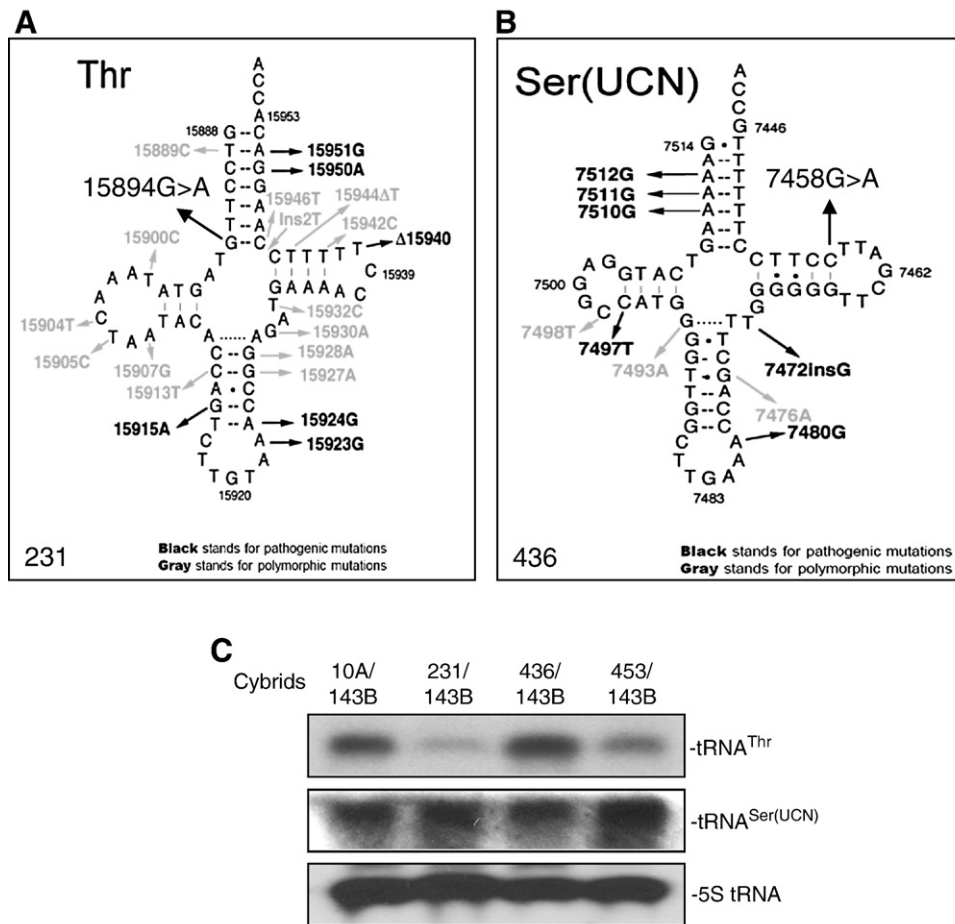 A
Thr
A
C
C
A
15953
15888
15889C
15951G
15950A
15894G>A
15946T
15944ΔT
Ins2T
15942C
Δ15940
15939
15900C
15904T
15905C
15907G
15913T
15932C
15930A
15928A
15927A
15915A
15924G
15923G
15920
231
Black stands for pathogenic mutations
Gray stands for polymorphic mutations
B
Ser(UCN)
A
C
C
G
7446
7514
7512G
7511G
7510G
7458G>A
7462
7500
7498T
7497T
7493A
7472insG
7476A
7480G
7483
436
Black stands for pathogenic mutations
Gray stands for polymorphic mutations
C
Cybrids
10A/ 231/ 436/ 453/
143B 143B 143B 143B
-tRNAThr
-tRNASer(UCN)
-5S tRNA